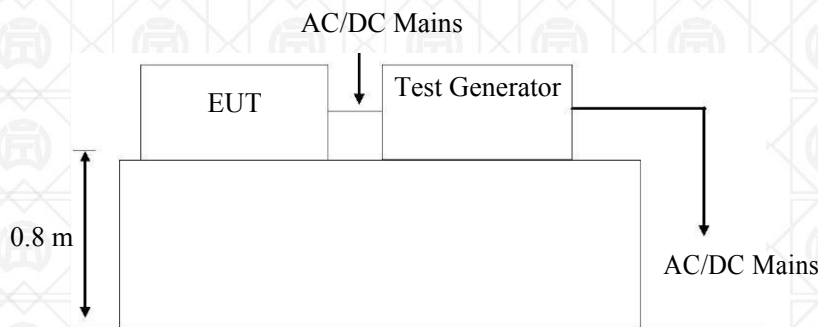 AC/DC Mains
EUT
Test Generator
0.8 m
AC/DC Mains